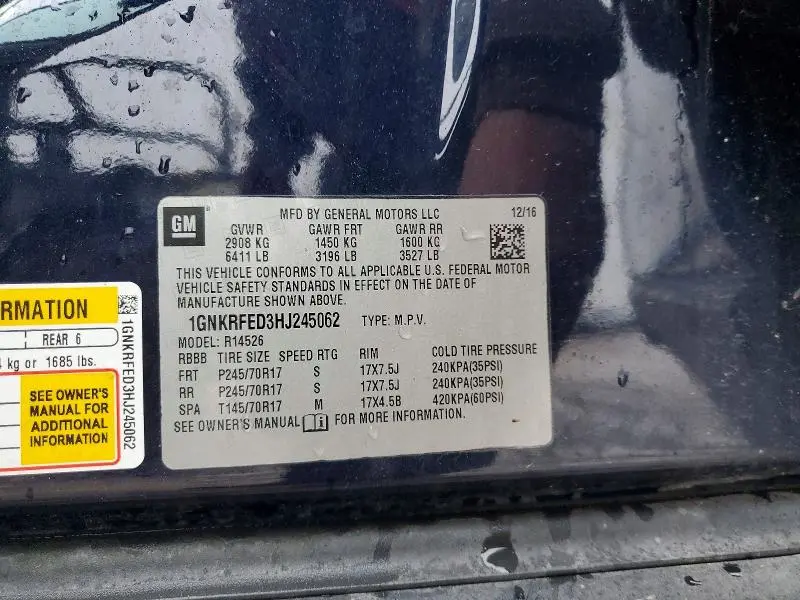 GM
MFD BY GENERAL MOTORS LLC 12/16
GVWR GAWR FRT GAWR RR
2908 KG 1450 KG 1600 KG
6411 LB 3196 LB 3527 LB
THIS VEHICLE CONFORMS TO ALL APPLICABLE U.S. FEDERAL MOTOR
VEHICLE SAFETY STANDARDS IN EFFECT ON THE DATE OF
MANUFACTURE SHOWN ABOVE.
1GNKRFED3HJ245062 TYPE: M.P.V.
MODEL: R14526
RBBB TIRE SIZE SPEED RTG RIM COLD TIRE PRESSURE
FRT P245/70R17 S 17X7.5J 240KPA(35PSI)
RR P245/70R17 S 17X7.5J 240KPA(35PSI)
SPA T145/70R17 M 17X4.5B 420KPA(60PSI)
SEE OWNER'S MANUAL i FOR MORE INFORMATION.
RMATION
REAR 6
kg or 1685 lbs.
SEE OWNER'S
MANUAL FOR
ADDITIONAL
INFORMATION
1GNKRFED3HJ245062